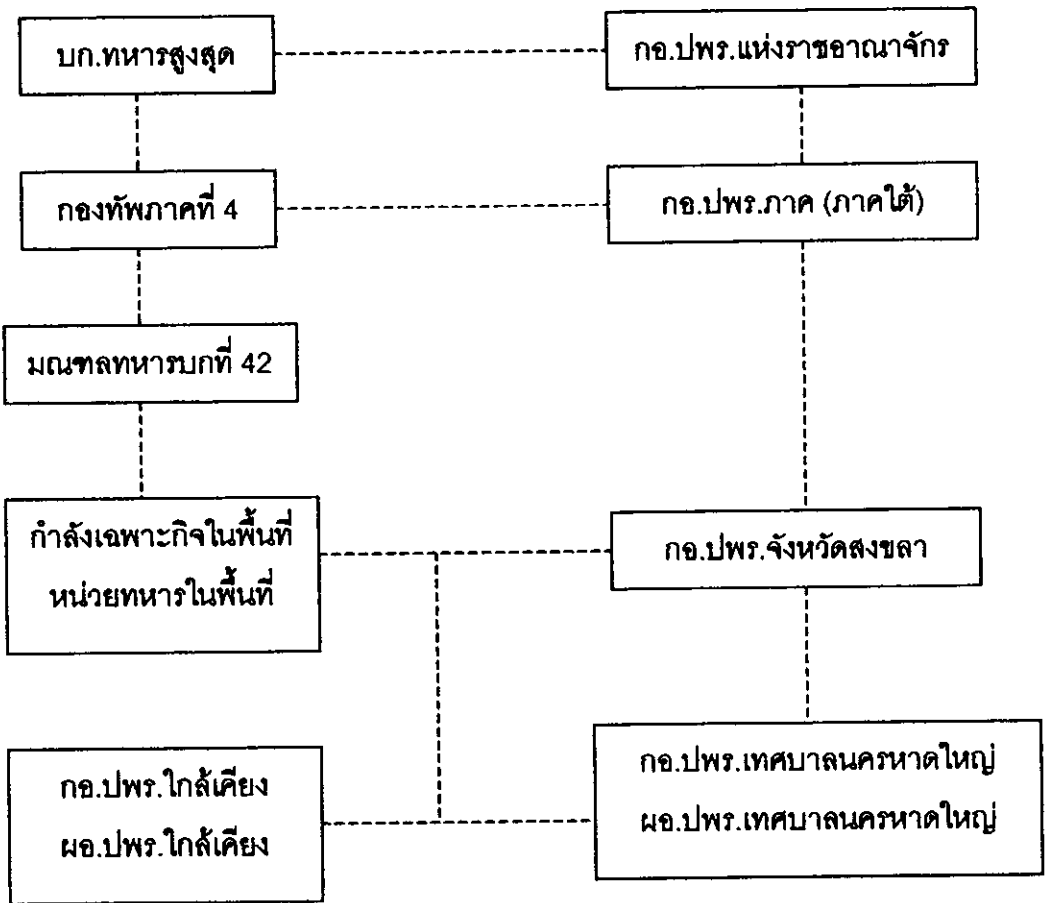 บก.ทหารสูงสุด
กอ.ปพร.แห่งราชอาณาจักร
กองทัพภาคที่ 4
กอ.ปพร.ภาค (ภาคใต้)
มณฑลทหารบกที่ 42
กำลังเฉพาะกิจในพื้นที่
หน่วยทหารในพื้นที่
กอ.ปพร.จังหวัดสงขลา
กอ.ปพร.ใกล้เคียง
ผอ.ปพร.ใกล้เคียง
กอ.ปพร.เทศบาลนครหาดใหญ่
ผอ.ปพร.เทศบาลนครหาดใหญ่